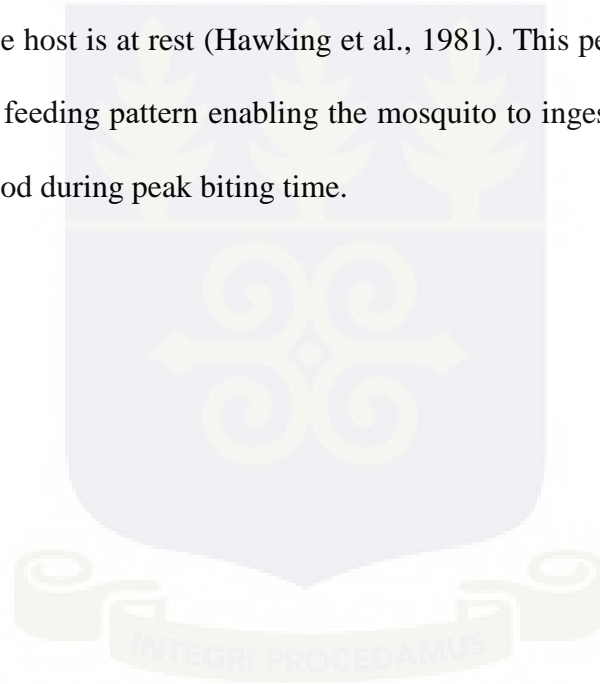 e host is at rest (Hawking et al., 1981). This pe
feeding pattern enabling the mosquito to inges
od during peak biting time.
INTEGRI PROCEDAMUS